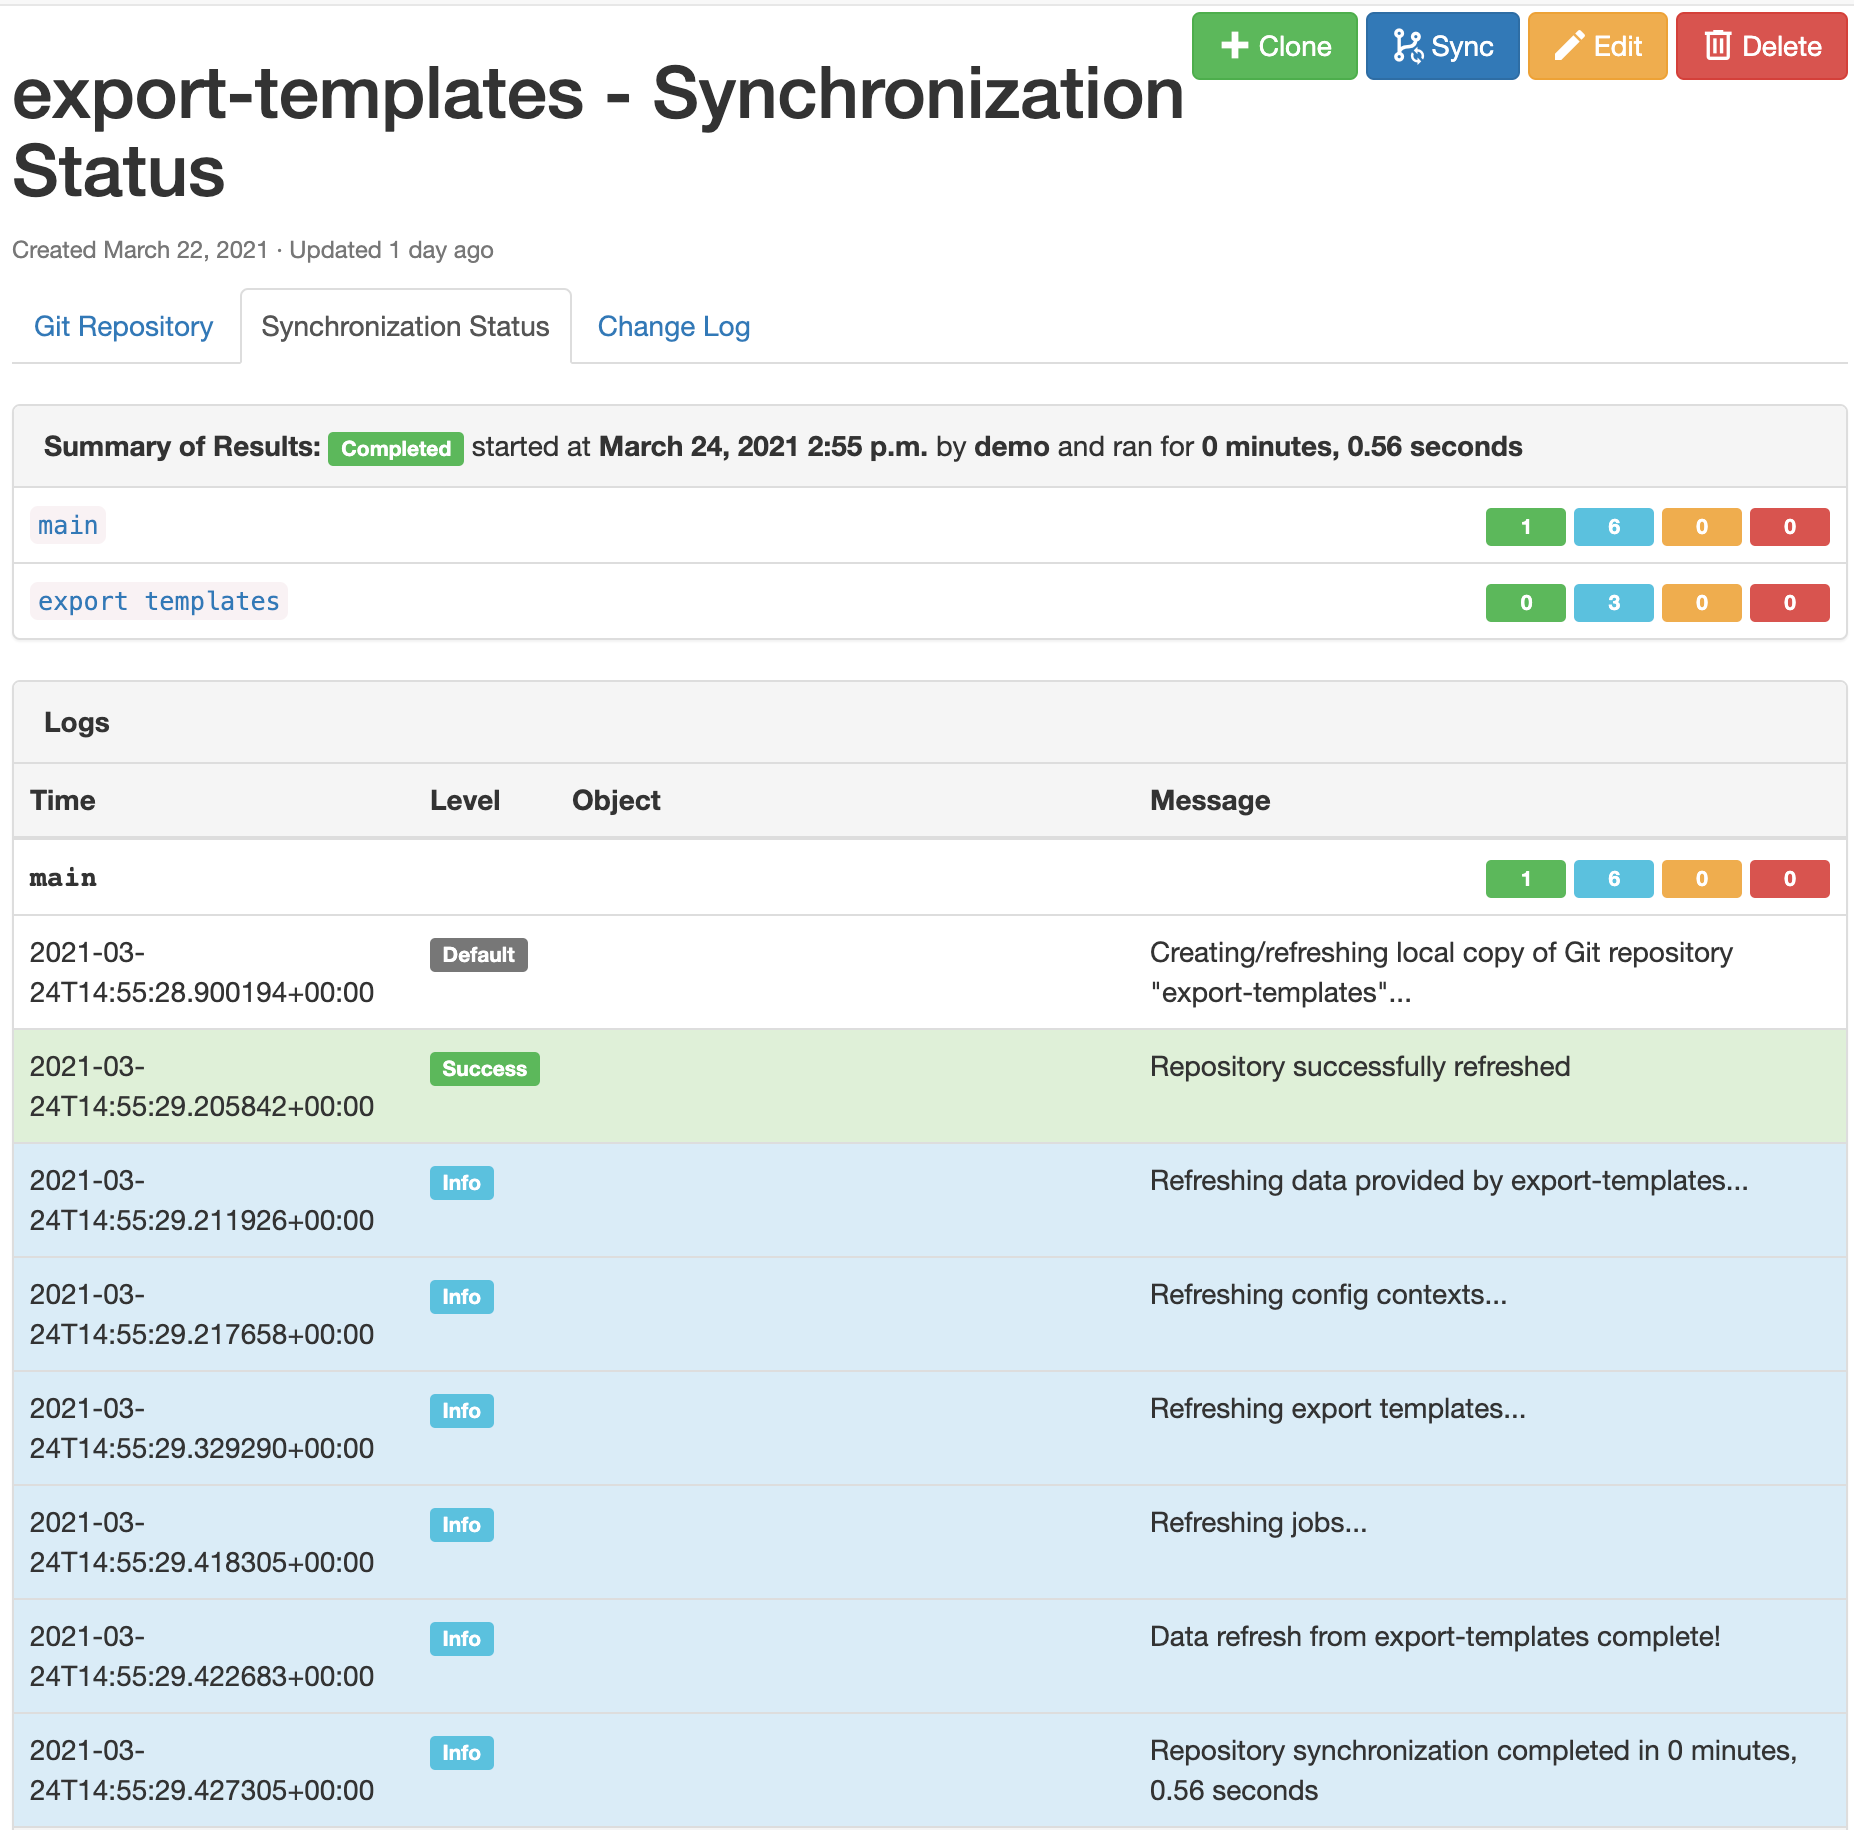 Clone Sync Edit Delete
export-templates - Synchronization
Status
Created March 22, 2021 · Updated 1 day ago
Git Repository Synchronization Status Change Log
Summary of Results: Completed started at March 24, 2021 2:55 p.m. by demo and ran for 0 minutes, 0.56 seconds
main 1 6 0 0
export templates 0 3 0 0
Logs
Time Level Object Message
main 1 6 0 0
2021-03- Default Creating/refreshing local copy of Git repository
24T14:55:28.900194+00:00 "export-templates"...
2021-03- Success Repository successfully refreshed
24T14:55:29.205842+00:00
2021-03- Info Refreshing data provided by export-templates...
24T14:55:29.211926+00:00
2021-03- Info Refreshing config contexts...
24T14:55:29.217658+00:00
2021-03- Info Refreshing export templates...
24T14:55:29.329290+00:00
2021-03- Info Refreshing jobs...
24T14:55:29.418305+00:00
2021-03- Info Data refresh from export-templates complete!
24T14:55:29.422683+00:00
2021-03- Info Repository synchronization completed in 0 minutes,
24T14:55:29.427305+00:00 0.56 seconds